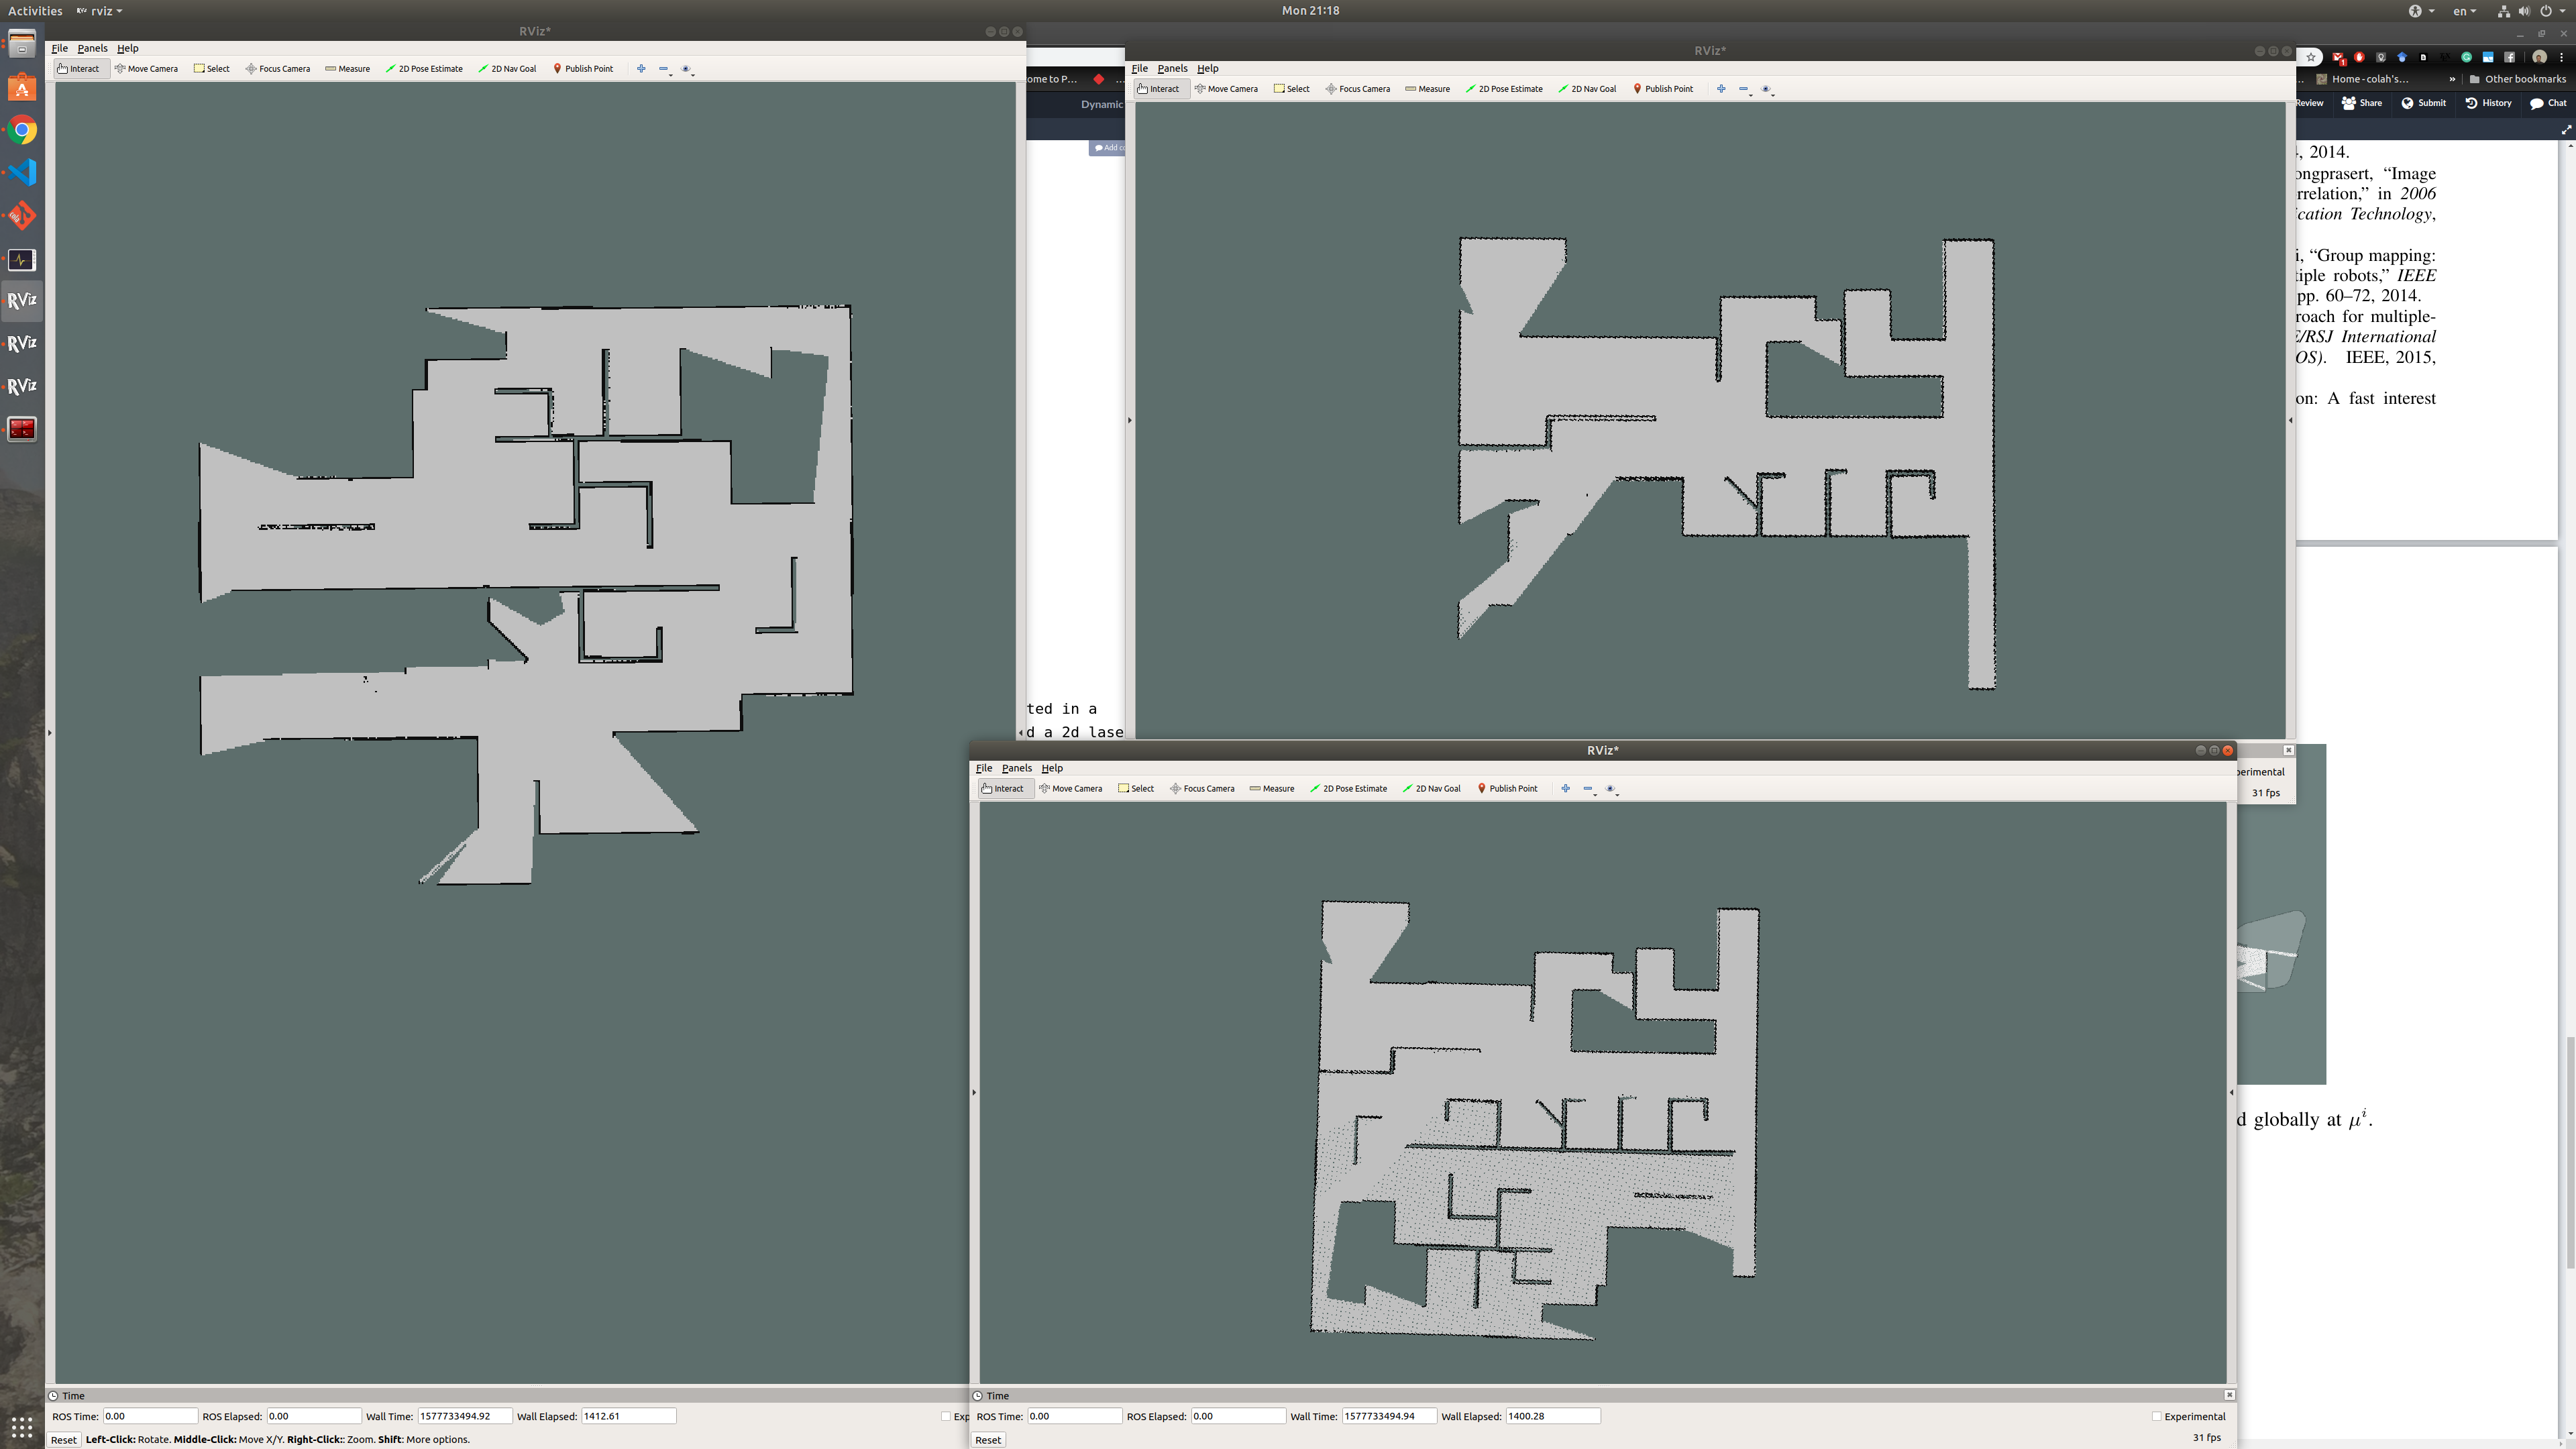 Activities
rviz
Mon 21:18
en
RViz*
File Panels Help
Interact Move Camera Select Focus Camera Measure 2D Pose Estimate 2D Nav Goal Publish Point
RViz
RViz
RViz
Time
ROS Time: 0.00 ROS Elapsed: 0.00 Wall Time: 1577733494.92 Wall Elapsed: 1412.61 Exp
Reset Left-Click: Rotate. Middle-Click: Move X/Y. Right-Click:: Zoom. Shift: More options.
ome to P...
Dynamic
Add co
ted in a
d a 2d lase
RViz*
File Panels Help
Interact Move Camera Select Focus Camera Measure 2D Pose Estimate 2D Nav Goal Publish Point
perimental
31 fps
Home - colah's... » Other bookmarks
Review Share Submit History Chat
4, 2014.
ongprasert, “Image
rrelation,” in 2006
ication Technology,
i, “Group mapping:
tiple robots,” IEEE
pp. 60–72, 2014.
roach for multiple-
E/RSJ International
OS). IEEE, 2015,
on: A fast interest
d globally at μⁱ.
RViz*
File Panels Help
Interact Move Camera Select Focus Camera Measure 2D Pose Estimate 2D Nav Goal Publish Point
Time
ROS Time: 0.00 ROS Elapsed: 0.00 Wall Time: 1577733494.94 Wall Elapsed: 1400.28 Experimental
Reset 31 fps